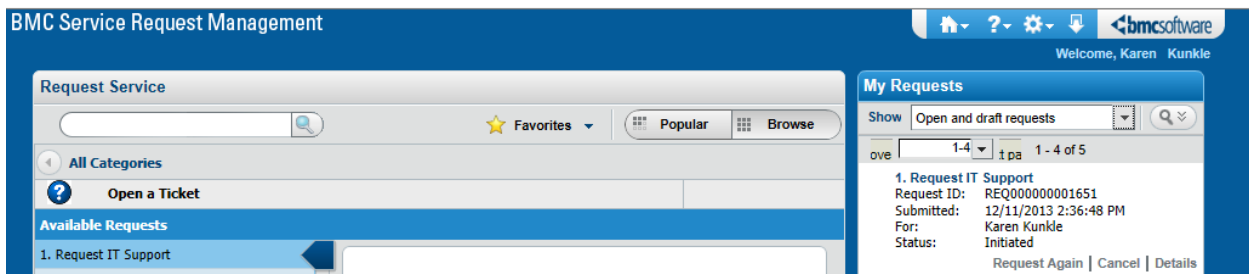 BMC Service Request Management
bmcsoftware
Welcome, Karen Kunkle
Request Service
Favorites
Popular
Browse
All Categories
Open a Ticket
Available Requests
1. Request IT Support
My Requests
Show Open and draft requests
ove 1-4 t pa 1 - 4 of 5
1. Request IT Support
Request ID: REQ000000001651
Submitted: 12/11/2013 2:36:48 PM
For: Karen Kunkle
Status: Initiated
Request Again | Cancel | Details